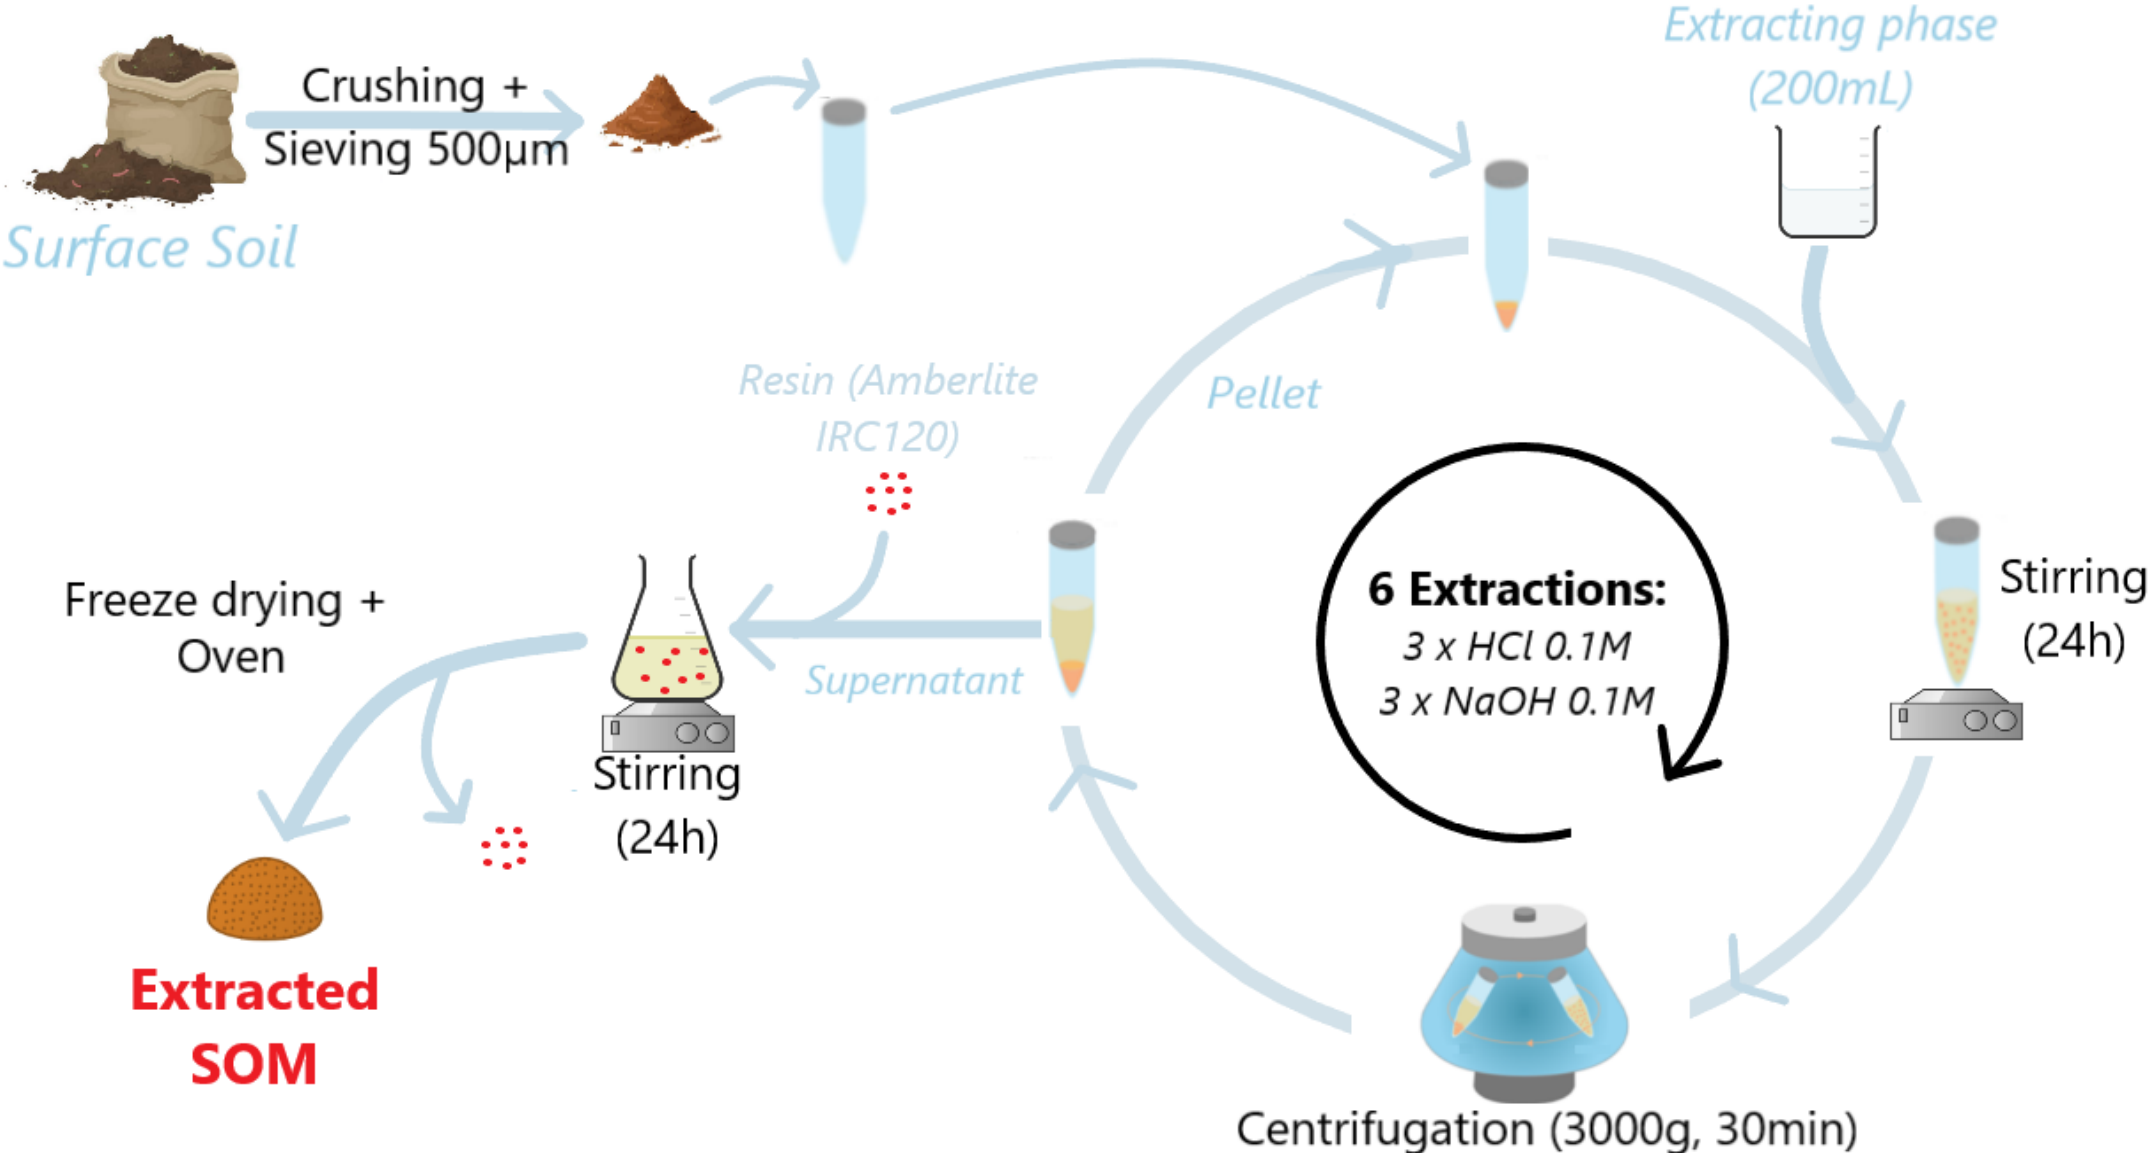 Extracting phase
(200mL)
Crushing +
Sieving 500µm
Surface Soil
Resin (Amberlite
IRC120)
Pellet
6 Extractions:
3 x HCl 0.1M
3 x NaOH 0.1M
Stirring
(24h)
Freeze drying +
Oven
Supernatant
Stirring
(24h)
Extracted
SOM
Centrifugation (3000g, 30min)